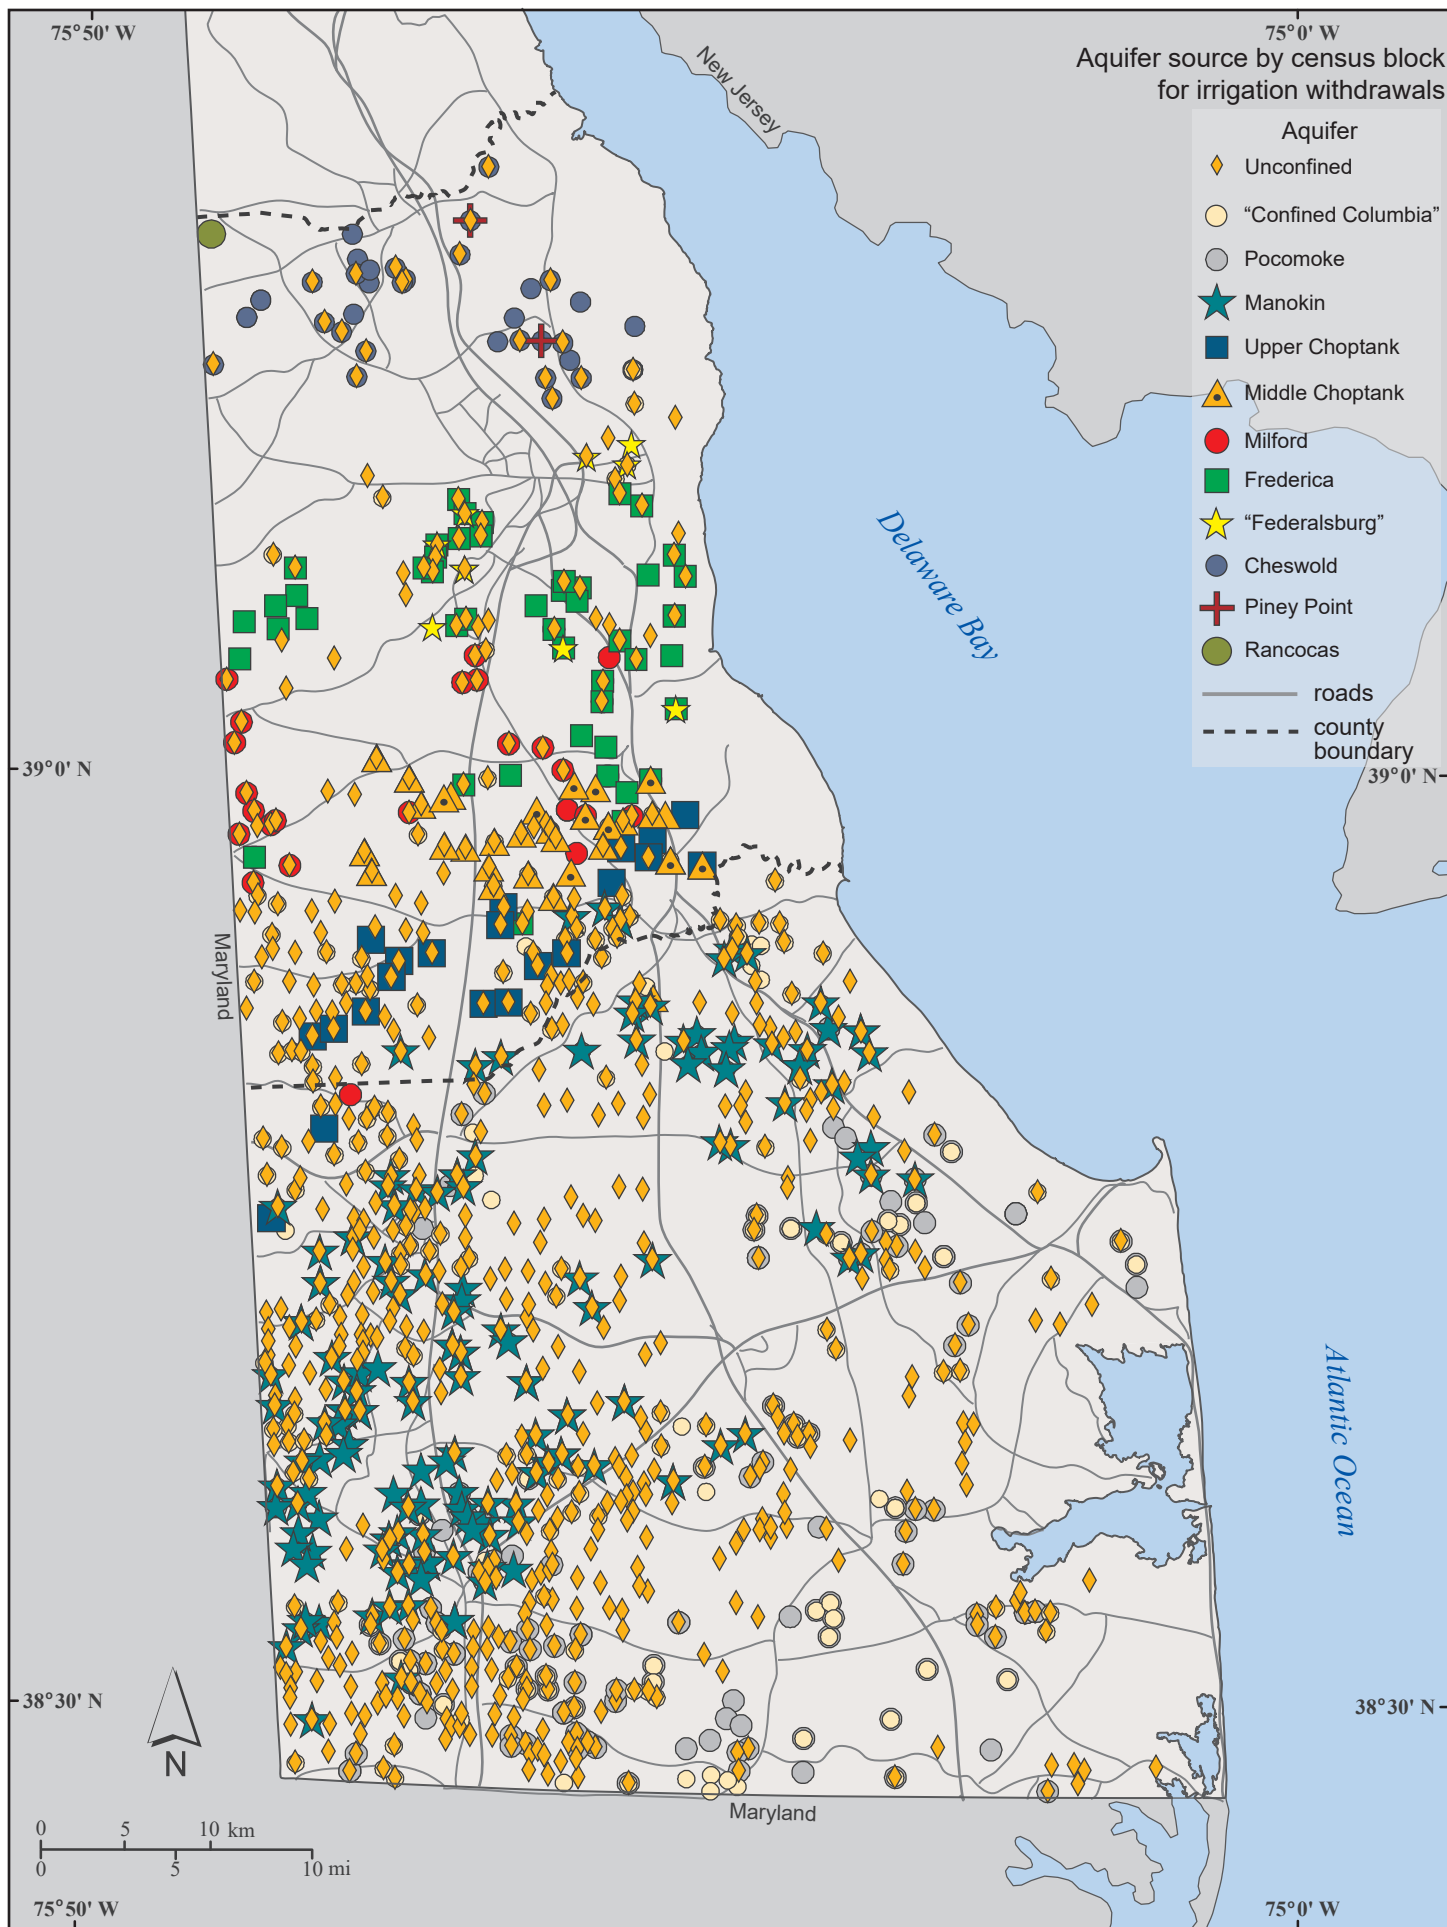 75°50' W
75°0' W
Aquifer source by census block
for irrigation withdrawals
New Jersey
Aquifer
Unconfined
“Confined Columbia”
Pocomoke
Manokin
Upper Choptank
Middle Choptank
Milford
Frederica
“Federalsburg”
Cheswold
Piney Point
Rancocas
roads
county
boundary
Delaware Bay
39°0' N
39°0' N
Maryland
Atlantic Ocean
38°30' N
38°30' N
N
Maryland
0 5 10 km
0 5 10 mi
75°50' W
75°0' W